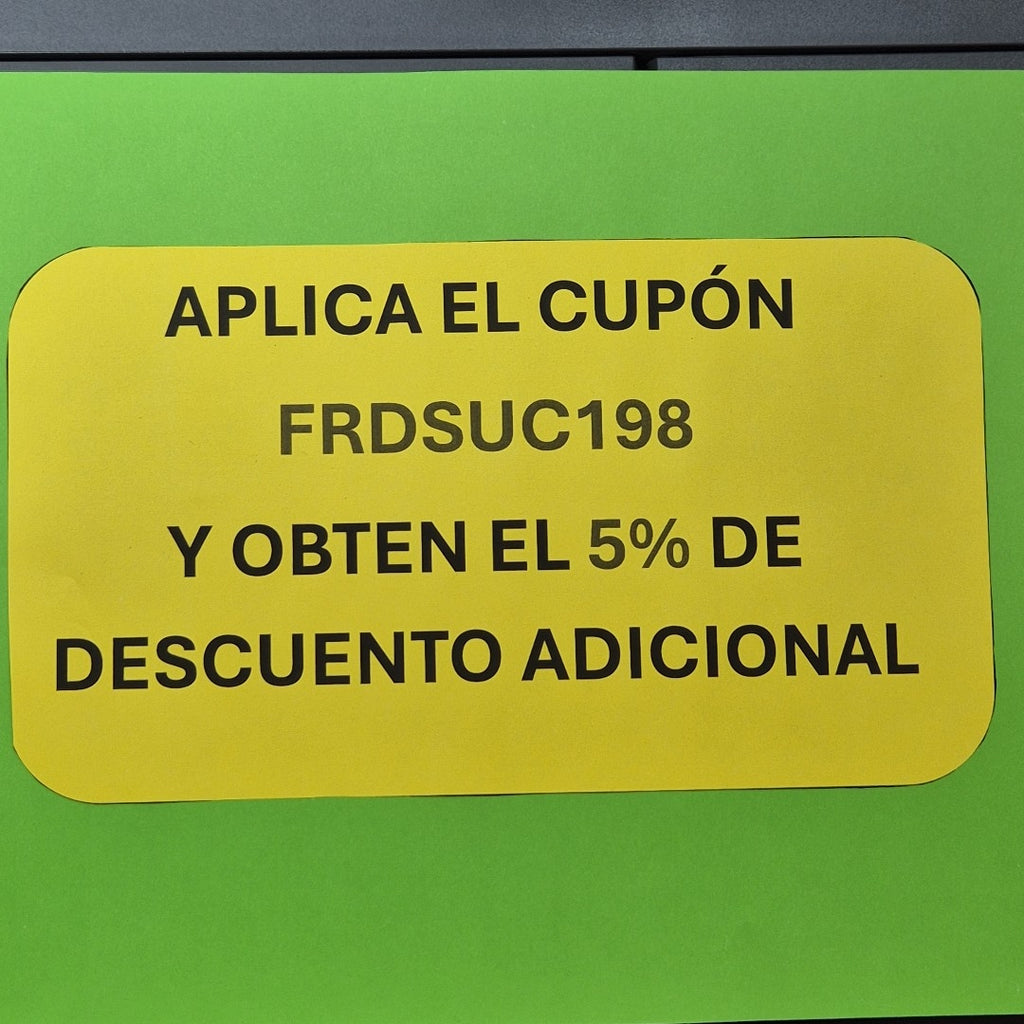 APLICA EL CUPÓN
FRDSUC198
Y OBTEN EL 5% DE
DESCUENTO ADICIONAL